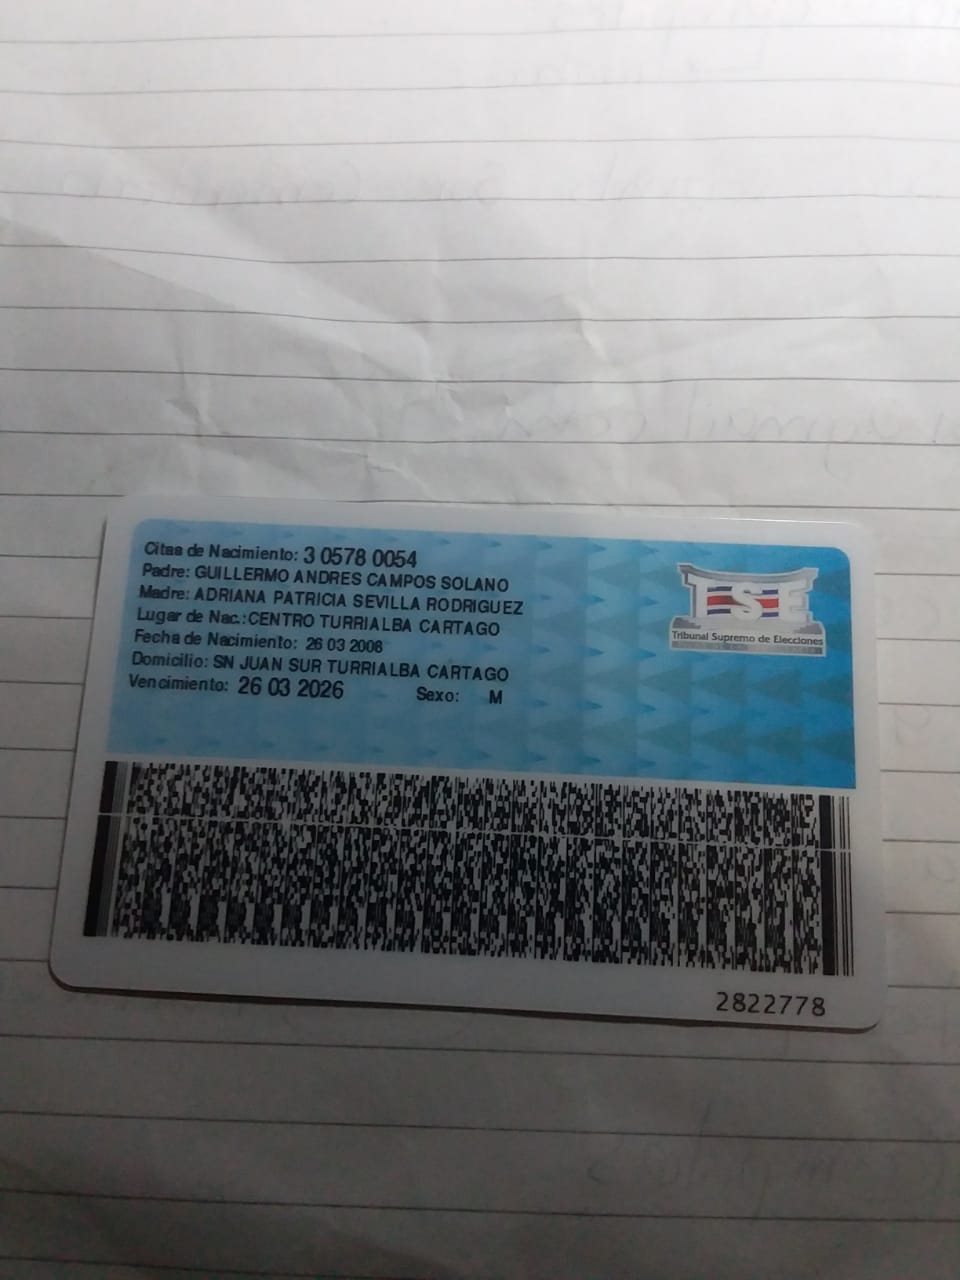 Citas de Nacimiento: 3 0578 0054
Padre: GUILLERMO ANDRES CAMPOS SOLANO
Madre: ADRIANA PATRICIA SEVILLA RODRIGUEZ
Lugar de Nac.: CENTRO TURRIALBA CARTAGO
Fecha de Nacimiento: 26 03 2008
Domicilio: SN JUAN SUR TURRIALBA CARTAGO
Vencimiento: 26 03 2026 Sexo: M
TSE
Tribunal Supremo de Elecciones
2822778